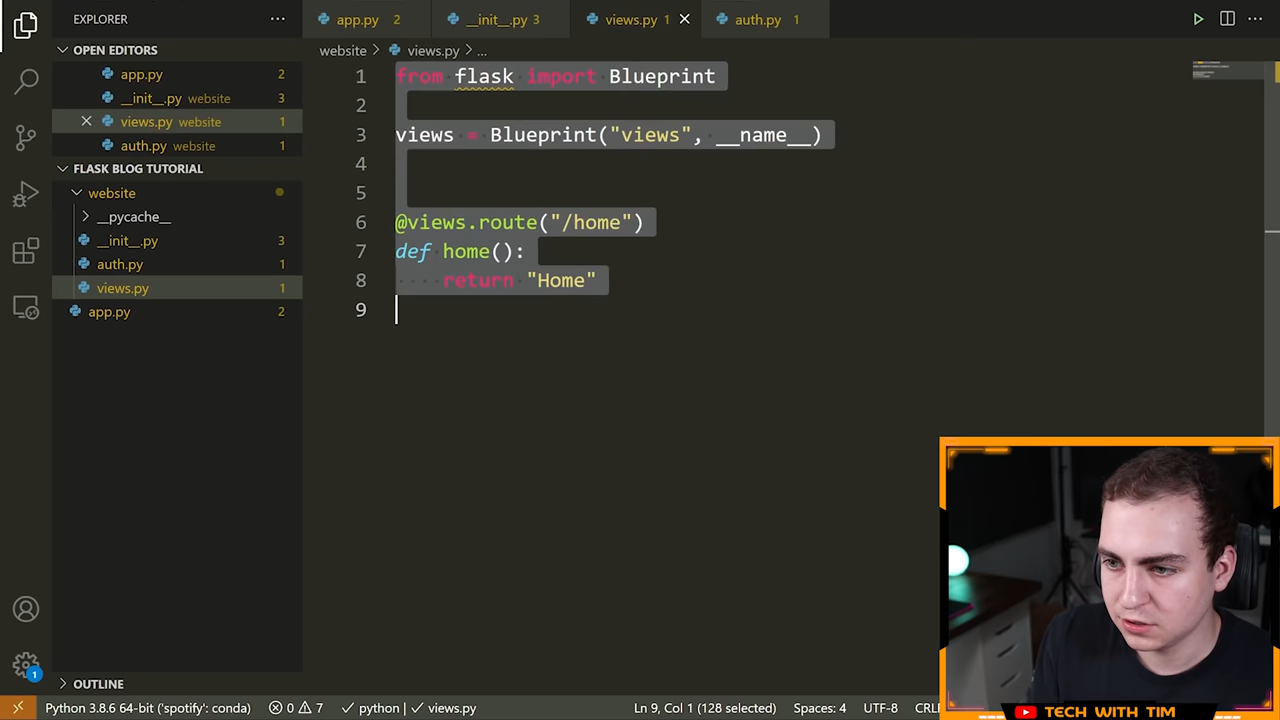 EXPLORER
OPEN EDITORS
app.py 2
__init__.py website 3
views.py website 1
auth.py website 1
FLASK BLOG TUTORIAL
website
__pycache__
__init__.py 3
auth.py 1
views.py 1
app.py 2
OUTLINE
app.py 2 __init__.py 3 views.py 1 auth.py 1
website > views.py > ...
1 from flask import Blueprint
2
3 views = Blueprint("views", __name__)
4
5
6 @views.route("/home")
7 def home():
8 return "Home"
9
1
Python 3.8.6 64-bit ('spotify': conda) 0 7 python | views.py Ln 9, Col 1 (128 selected) Spaces: 4 UTF-8 CRL
TECH WITH TIM